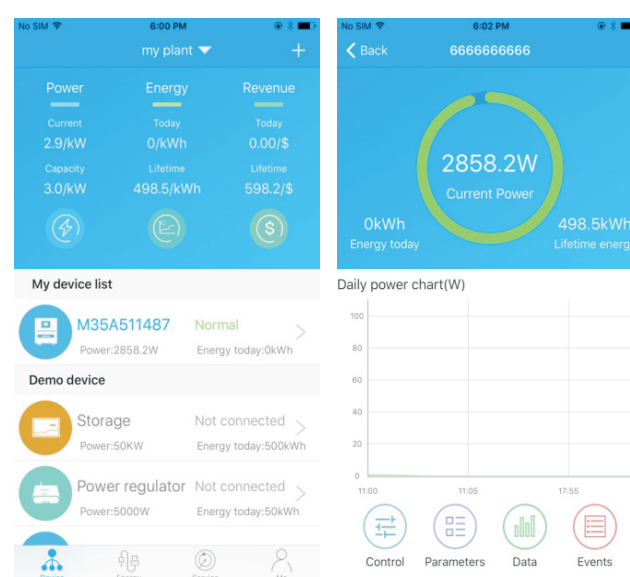 No SIM 6:00 PM
my plant
Power Energy Revenue
Current Today Today
2.9/kW 0/kWh 0.00/$
Capacity Lifetime Lifetime
3.0/kW 498.5/kWh 598.2/$
$
My device list
M35A511487 Normal
Power:2858.2W Energy today:0kWh
Demo device
Storage Not connected
Power:50KW Energy today:500kWh
Power regulator Not connected
Power:5000W Energy today:50kWh
No SIM 6:02 PM
Back 6666666666
2858.2W
Current Power
0kWh 498.5kWh
Energy today Lifetime energ
Daily power chart(W)
100
80
60
40
20
0
11:00 11:05 17:55
Control Parameters Data Events